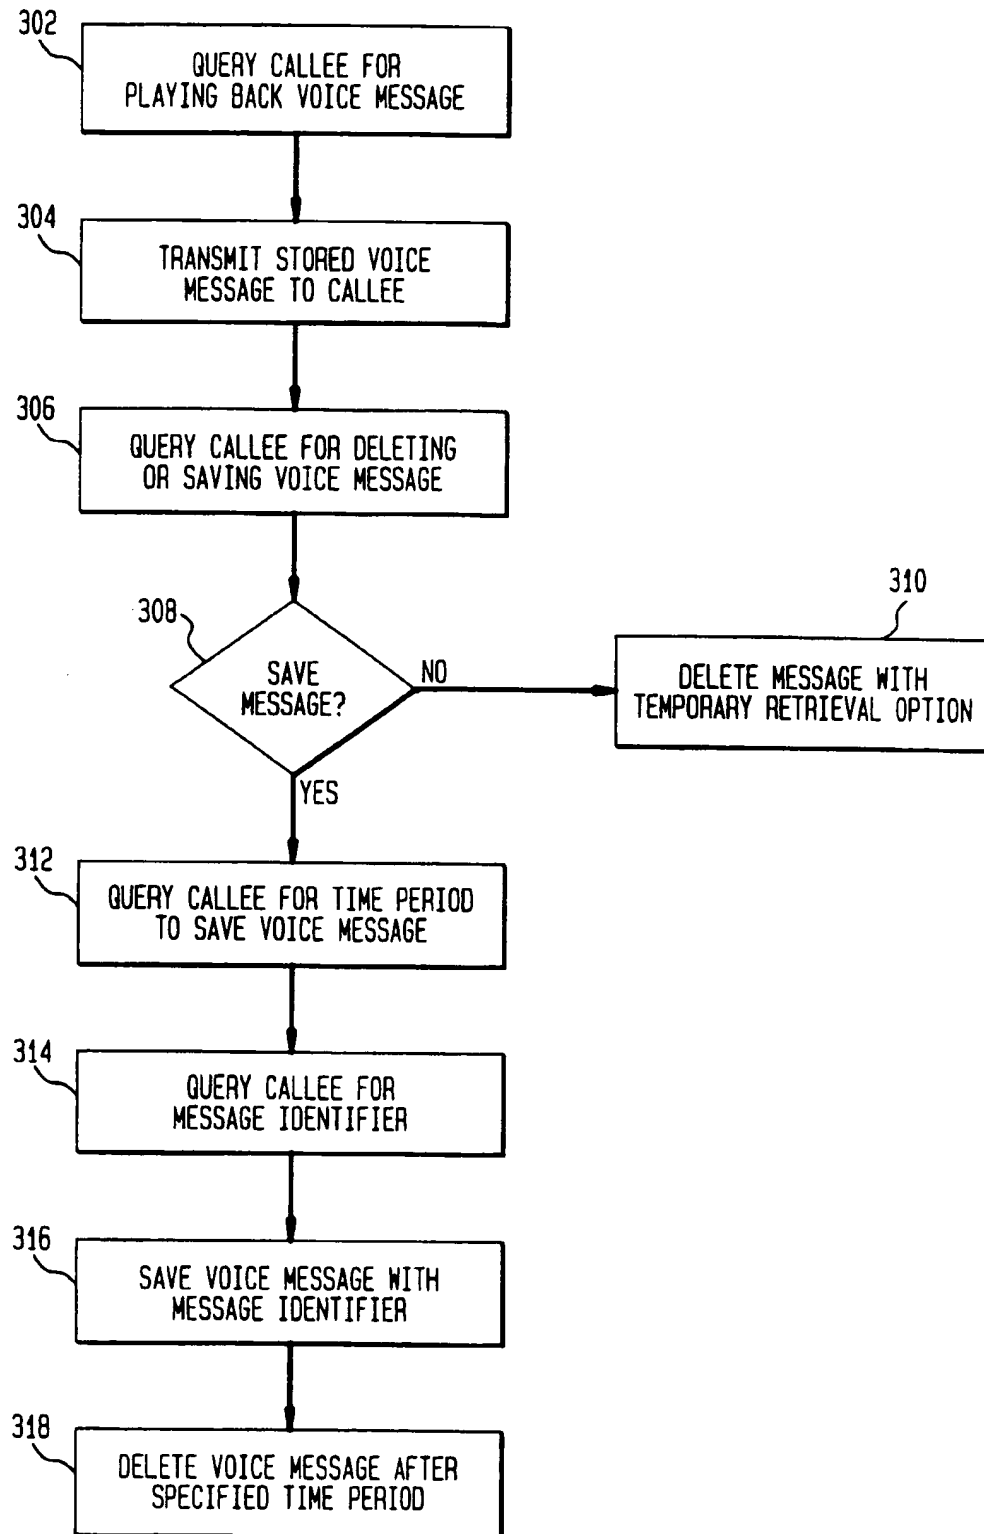 302
QUERY CALLEE FOR
PLAYING BACK VOICE MESSAGE
304
TRANSMIT STORED VOICE
MESSAGE TO CALLEE
306
QUERY CALLEE FOR DELETING
OR SAVING VOICE MESSAGE
308
SAVE
MESSAGE?
NO
310
DELETE MESSAGE WITH
TEMPORARY RETRIEVAL OPTION
YES
312
QUERY CALLEE FOR TIME PERIOD
TO SAVE VOICE MESSAGE
314
QUERY CALLEE FOR
MESSAGE IDENTIFIER
316
SAVE VOICE MESSAGE WITH
MESSAGE IDENTIFIER
318
DELETE VOICE MESSAGE AFTER
SPECIFIED TIME PERIOD